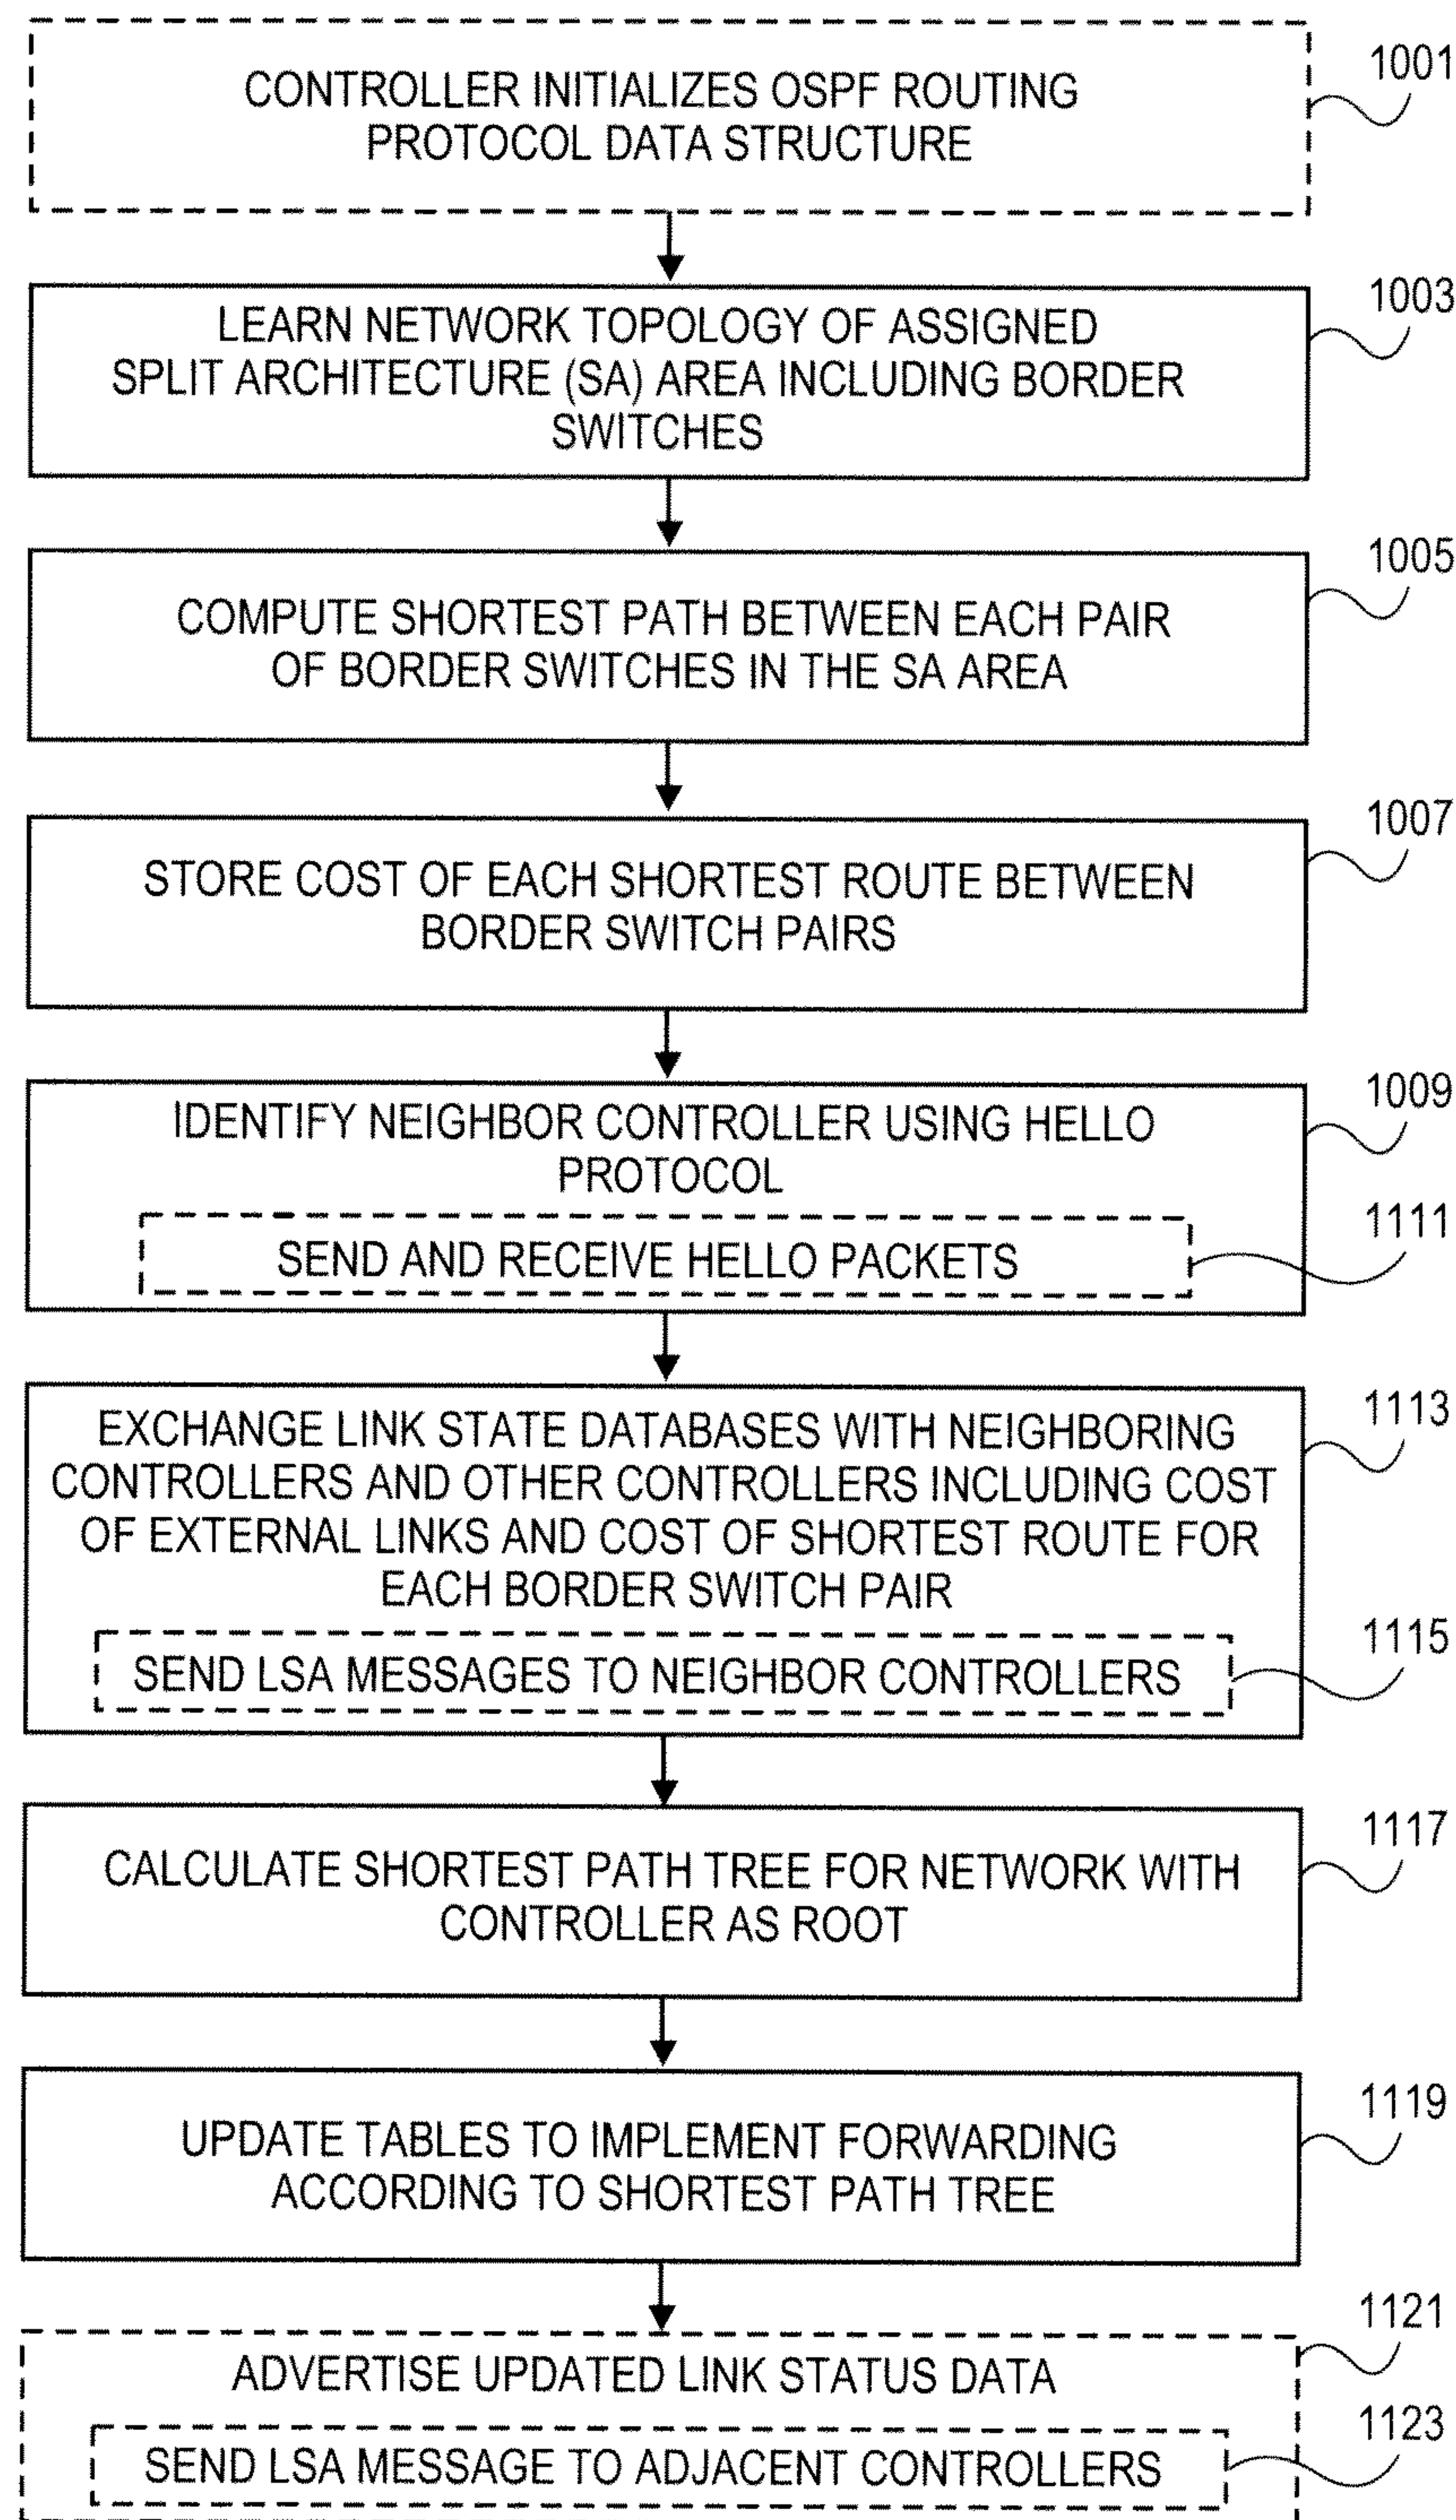 CONTROLLER INITIALIZES OSPF ROUTING
PROTOCOL DATA STRUCTURE
1001
LEARN NETWORK TOPOLOGY OF ASSIGNED
SPLIT ARCHITECTURE (SA) AREA INCLUDING BORDER
SWITCHES
1003
COMPUTE SHORTEST PATH BETWEEN EACH PAIR
OF BORDER SWITCHES IN THE SA AREA
1005
STORE COST OF EACH SHORTEST ROUTE BETWEEN
BORDER SWITCH PAIRS
1007
IDENTIFY NEIGHBOR CONTROLLER USING HELLO
PROTOCOL
1009
SEND AND RECEIVE HELLO PACKETS
1111
EXCHANGE LINK STATE DATABASES WITH NEIGHBORING
CONTROLLERS AND OTHER CONTROLLERS INCLUDING COST
OF EXTERNAL LINKS AND COST OF SHORTEST ROUTE FOR
EACH BORDER SWITCH PAIR
1113
SEND LSA MESSAGES TO NEIGHBOR CONTROLLERS
1115
CALCULATE SHORTEST PATH TREE FOR NETWORK WITH
CONTROLLER AS ROOT
1117
UPDATE TABLES TO IMPLEMENT FORWARDING
ACCORDING TO SHORTEST PATH TREE
1119
ADVERTISE UPDATED LINK STATUS DATA
1121
SEND LSA MESSAGE TO ADJACENT CONTROLLERS
1123